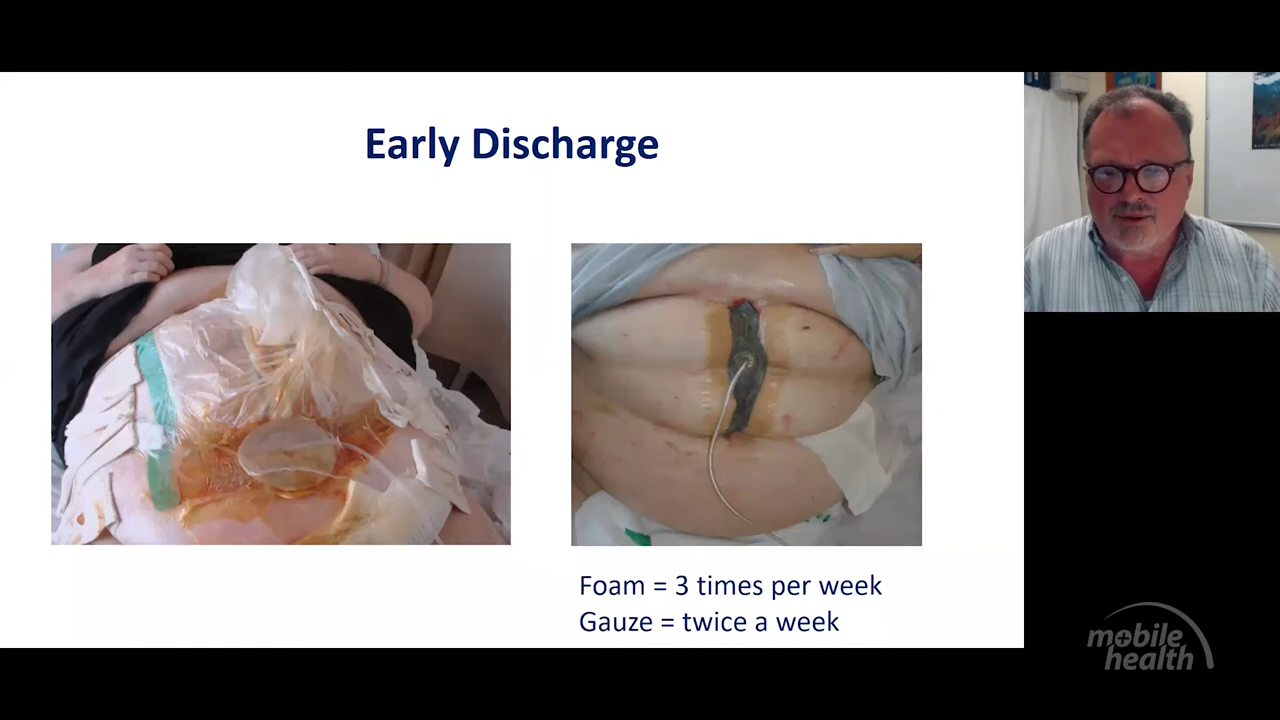 Early Discharge
Foam = 3 times per week
Gauze = twice a week
mobile
health